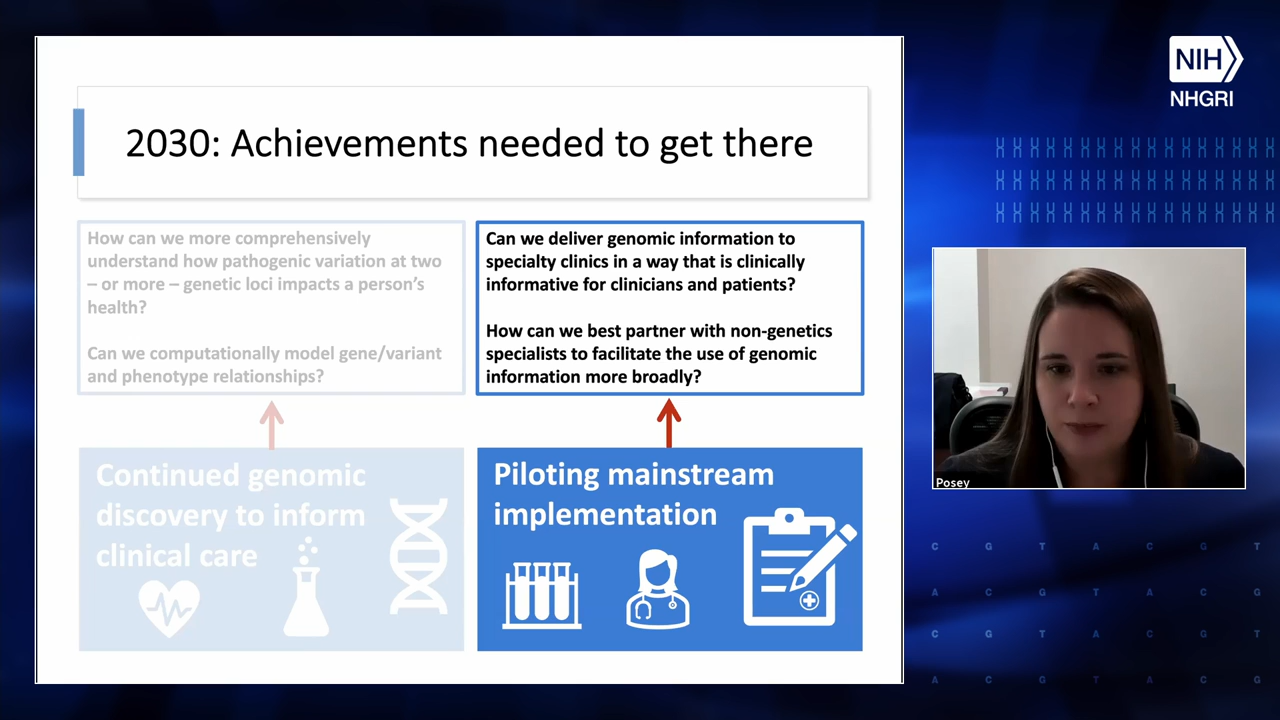 NIH
NHGRI
2030: Achievements needed to get there
How can we more comprehensively
understand how pathogenic variation at two
– or more – genetic loci impacts a person's
health?
Can we computationally model gene/variant
and phenotype relationships?
Can we deliver genomic information to
specialty clinics in a way that is clinically
informative for clinicians and patients?
How can we best partner with non-genetics
specialists to facilitate the use of genomic
information more broadly?
Continued genomic
discovery to inform
clinical care
Piloting mainstream
implementation
Posey
C G T A C G T
A C G T A C G
C G T A C G T
A C G T A C G